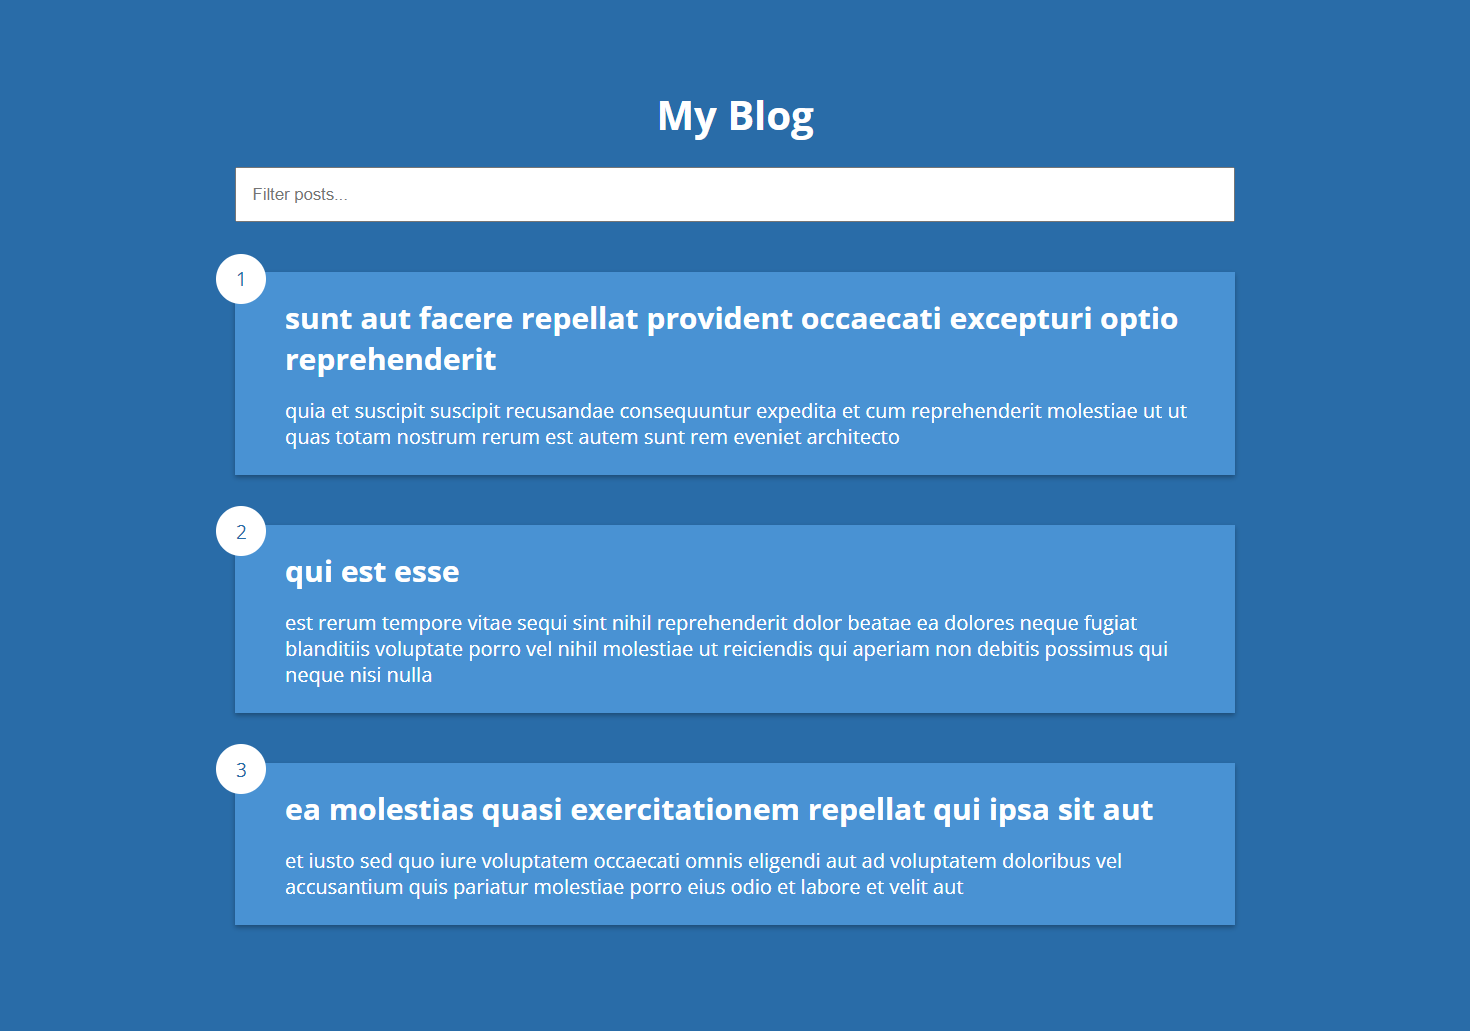 My Blog
Filter posts...
1
sunt aut facere repellat provident occaecati excepturi optio
reprehenderit
quia et suscipit suscipit recusandae consequuntur expedita et cum reprehenderit molestiae ut ut
quas totam nostrum rerum est autem sunt rem eveniet architecto
2
qui est esse
est rerum tempore vitae sequi sint nihil reprehenderit dolor beatae ea dolores neque fugiat
blanditiis voluptate porro vel nihil molestiae ut reiciendis qui aperiam non debitis possimus qui
neque nisi nulla
3
ea molestias quasi exercitationem repellat qui ipsa sit aut
et iusto sed quo iure voluptatem occaecati omnis eligendi aut ad voluptatem doloribus vel
accusantium quis pariatur molestiae porro eius odio et labore et velit aut